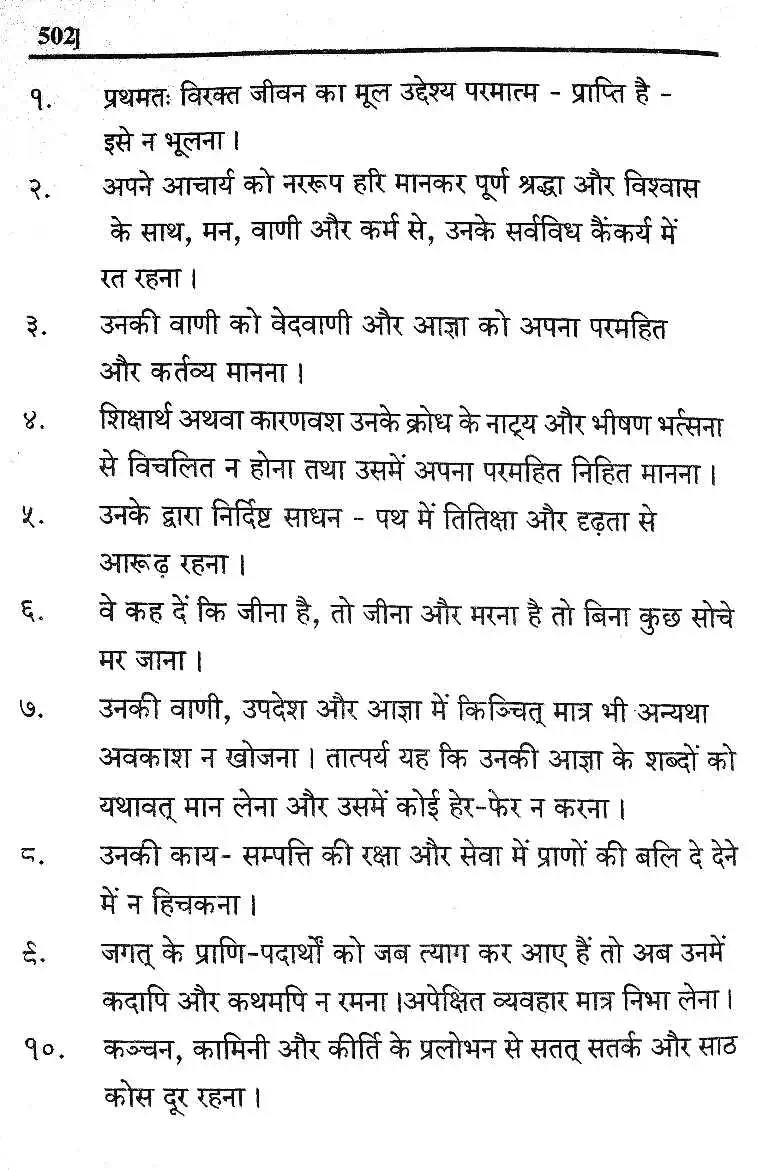 502]
१. प्रथमतः विरक्त जीवन का मूल उद्देश्य परमात्म - प्राप्ति है -
इसे न भूलना ।
२. अपने आचार्य को नररूप हरि मानकर पूर्ण श्रद्धा और विश्वास
के साथ, मन, वाणी और कर्म से, उनके सर्वविध कैंकर्य में
रत रहना ।
३. उनकी वाणी को वेदवाणी और आज्ञा को अपना परमहित
और कर्तव्य मानना ।
४. शिक्षार्थ अथवा कारणवश उनके क्रोध के नाट्य और भीषण भर्त्सना
से विचलित न होना तथा उसमें अपना परमहित निहित मानना ।
५. उनके द्वारा निर्दिष्ट साधन - पथ में तितिक्षा और दृढ़ता से
आरूढ़ रहना ।
६. वे कह दें कि जीना है, तो जीना और मरना है तो बिना कुछ सोचे
मर जाना ।
७. उनकी वाणी, उपदेश और आज्ञा में किञ्चित् मात्र भी अन्यथा
अवकाश न खोजना । तात्पर्य यह कि उनकी आज्ञा के शब्दों को
यथावत् मान लेना और उसमें कोई हेर-फेर न करना ।
८. उनकी काय- सम्पत्ति की रक्षा और सेवा में प्राणों की बलि दे देने
में न हिचकना ।
९. जगत् के प्राणि-पदार्थों को जब त्याग कर आए हैं तो अब उनमें
कदापि और कथमपि न रमना ।अपेक्षित व्यवहार मात्र निभा लेना ।
१०. कञ्चन, कामिनी और कीर्ति के प्रलोभन से सतत् सतर्क और साठ
कोस दूर रहना ।